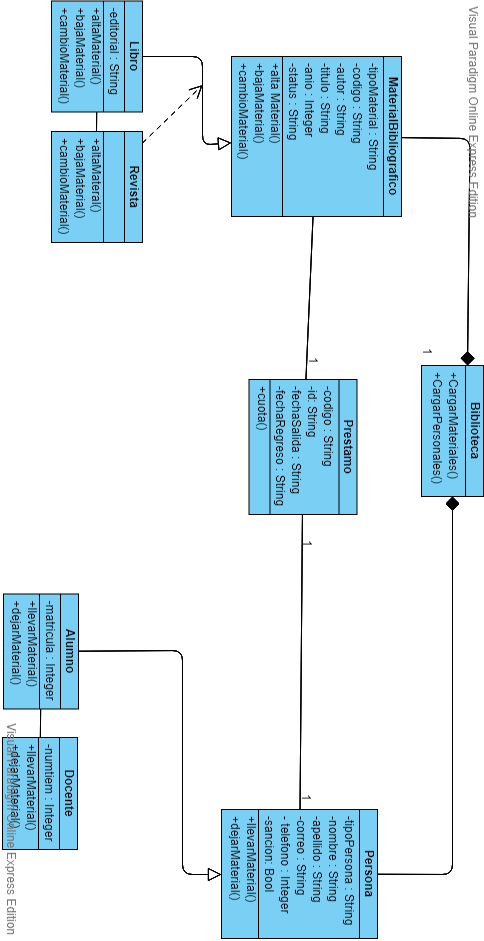 Visual Paradigm Online Express Edition
Biblioteca
+CargarMateriales()
+CargarPersonales()
1
MaterialBibliografico
-tipoMaterial : String
-codigo : String
-autor : String
-titulo : String
-anio : Integer
-status : String
+alta Material()
+bajaMaterial()
+cambioMaterial()
1
Prestamo
-codigo : String
-id: String
-fechaSalida : String
-fechaRegreso : String
+cuota()
1
1
Persona
-tipoPersona : String
-nombre : String
-apellido : String
-correo : String
- telefono : Integer
-sancion: Bool
+llevarMaterial()
+dejarMaterial()
Libro
-editorial : String
+altaMaterial()
+bajaMaterial()
+cambioMaterial()
Revista
+altaMateral()
+bajaMaterial()
+cambioMaterial()
Alumno
-matricula : Integer
+llevarMaterial()
+dejarMaterial()
Docente
-numtiem : Integer
+llevarMaterial()
+dejarMaterial()
Visual Paradigm Online Express Edition